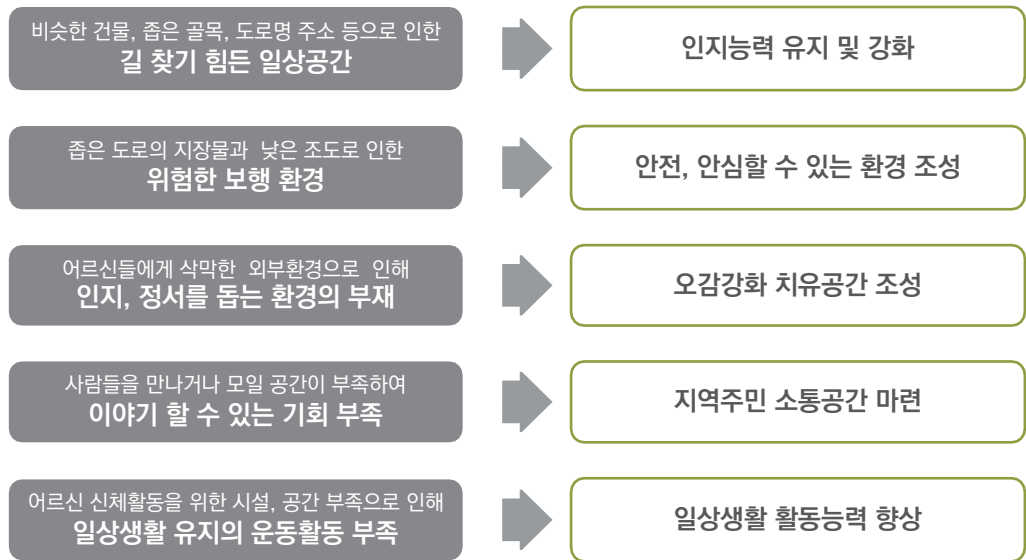 비슷한 건물, 좁은 골목, 도로명 주소 등으로 인한
길 찾기 힘든 일상공간
인지능력 유지 및 강화
좁은 도로의 지장물과 낮은 조도로 인한
위험한 보행 환경
안전, 안심할 수 있는 환경 조성
어르신들에게 삭막한 외부환경으로 인해
인지, 정서를 돕는 환경의 부재
오감강화 치유공간 조성
사람들을 만나거나 모일 공간이 부족하여
이야기 할 수 있는 기회 부족
지역주민 소통공간 마련
어르신 신체활동을 위한 시설, 공간 부족으로 인해
일상생활 유지의 운동활동 부족
일상생활 활동능력 향상